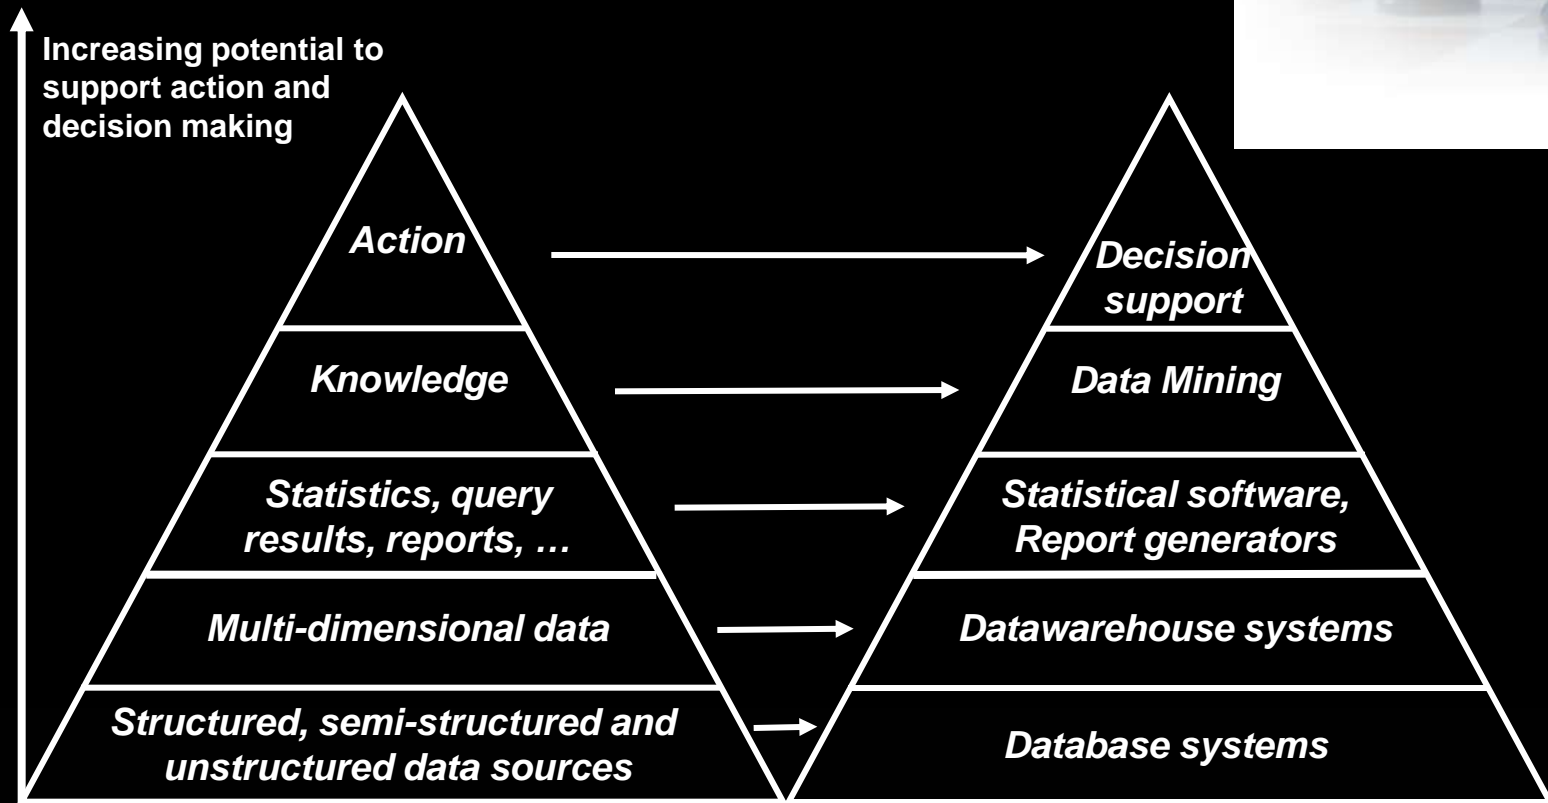 Increasing potential to
support action and
decision making
Action
Decision
support
Knowledge
Data Mining
Statistics, query
results, reports, …
Statistical software,
Report generators
Multi-dimensional data
Datawarehouse systems
Structured, semi-structured and
unstructured data sources
Database systems